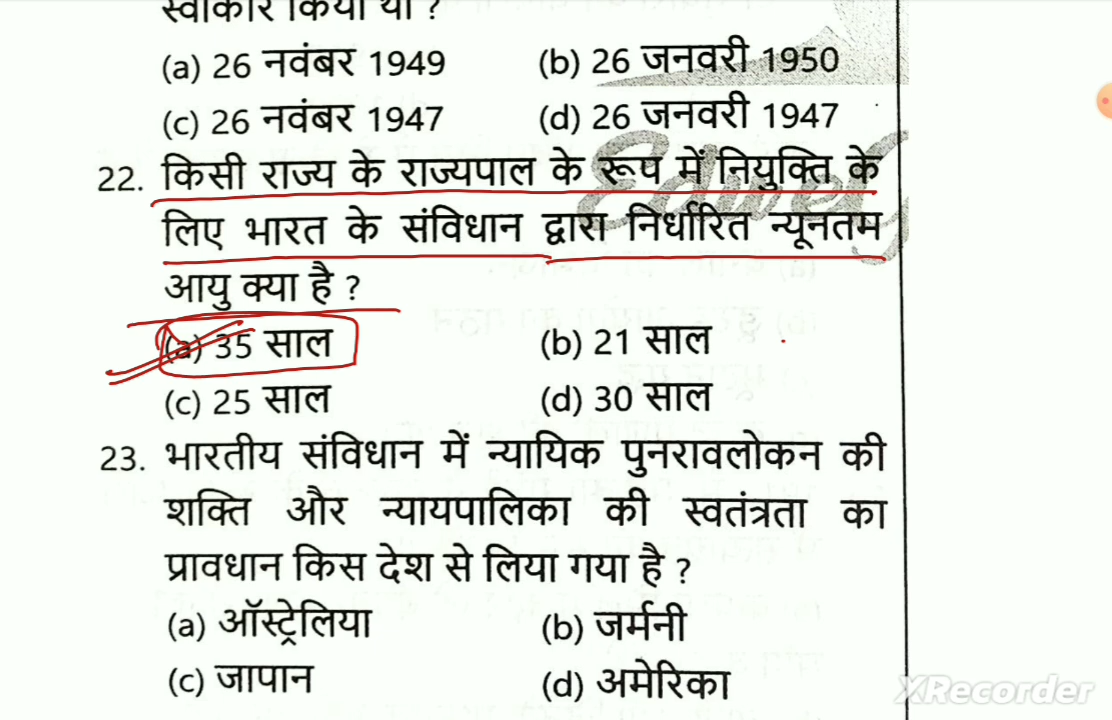 स्वीकार किया था ?
(a) 26 नवंबर 1949 (b) 26 जनवरी 1950
(c) 26 नवंबर 1947 (d) 26 जनवरी 1947
22. किसी राज्य के राज्यपाल के रूप में नियुक्ति के
लिए भारत के संविधान द्वारा निर्धारित न्यूनतम
आयु क्या है ?
(a) 35 साल (b) 21 साल
(c) 25 साल (d) 30 साल
23. भारतीय संविधान में न्यायिक पुनरावलोकन की
शक्ति और न्यायपालिका की स्वतंत्रता का
प्रावधान किस देश से लिया गया है ?
(a) ऑस्ट्रेलिया (b) जर्मनी
(c) जापान (d) अमेरिका
XRecorder